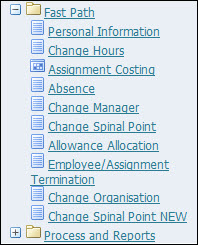 Fast Path
Personal Information
Change Hours
Assignment Costing
Absence
Change Manager
Change Spinal Point
Allowance Allocation
Employee/Assignment
Termination
Change Organisation
Change Spinal Point NEW
Process and Reports